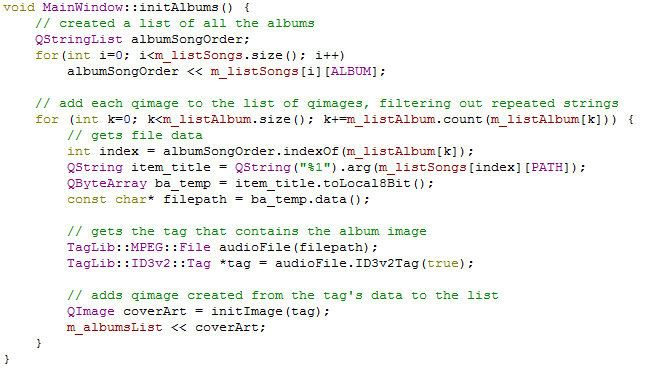 void MainWindow::initAlbums() {
    // created a list of all the albums
    QStringList albumSongOrder;
    for(int i=0; i<m_listSongs.size(); i++)
        albumSongOrder << m_listSongs[i][ALBUM];

    // add each qimage to the list of qimages, filtering out repeated strings
    for (int k=0; k<m_listAlbum.size(); k+=m_listAlbum.count(m_listAlbum[k])) {
        // gets file data
        int index = albumSongOrder.indexOf(m_listAlbum[k]);
        QString item_title = QString("%1").arg(m_listSongs[index][PATH]);
        QByteArray ba_temp = item_title.toLocal8Bit();
        const char* filepath = ba_temp.data();

        // gets the tag that contains the album image
        TagLib::MPEG::File audioFile(filepath);
        TagLib::ID3v2::Tag *tag = audioFile.ID3v2Tag(true);

        // adds qimage created from the tag's data to the list
        QImage coverArt = initImage(tag);
        m_albumsList << coverArt;
    }
}